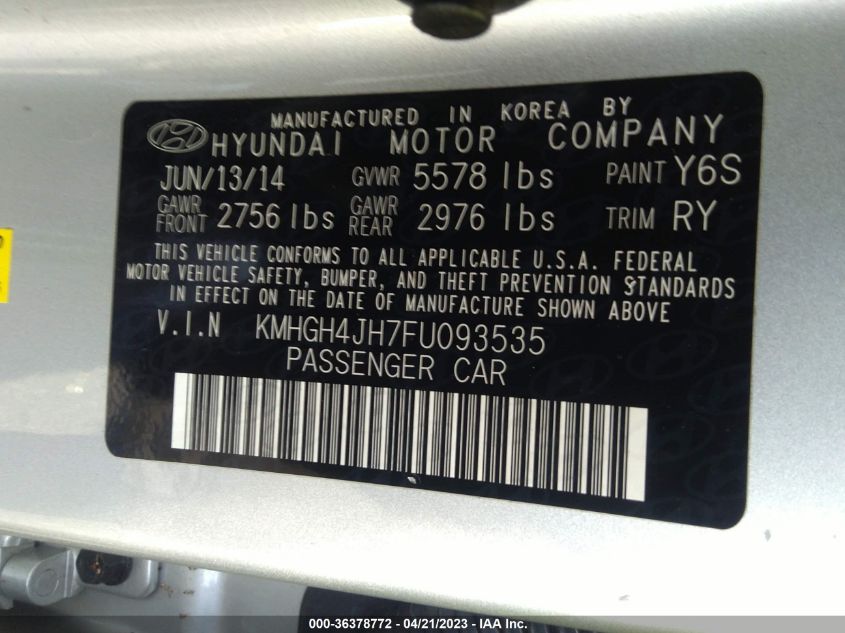 MANUFACTURED IN KOREA BY
HYUNDAI MOTOR COMPANY
JUN/13/14 GVWR 5578 lbs PAINT Y6S
GAWR FRONT 2756 lbs GAWR REAR 2976 lbs TRIM RY
THIS VEHICLE CONFORMS TO ALL APPLICABLE U.S.A. FEDERAL
MOTOR VEHICLE SAFETY, BUMPER, AND THEFT PREVENTION STANDARDS
IN EFFECT ON THE DATE OF MANUFACTURE SHOWN ABOVE
V.I.N KMHGH4JH7FU093535
PASSENGER CAR
000-36378772 - 04/21/2023 - IAA Inc.